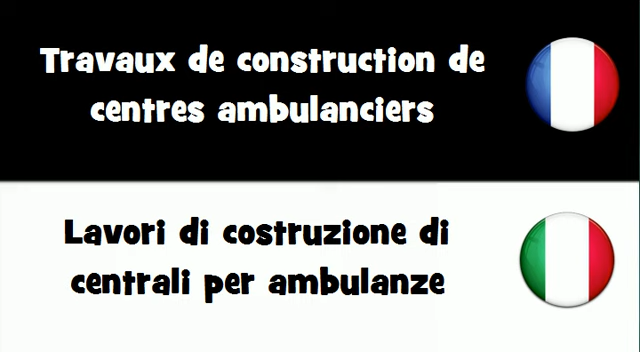 Travaux de construction de
centres ambulanciers
Lavori di costruzione di
centrali per ambulanze